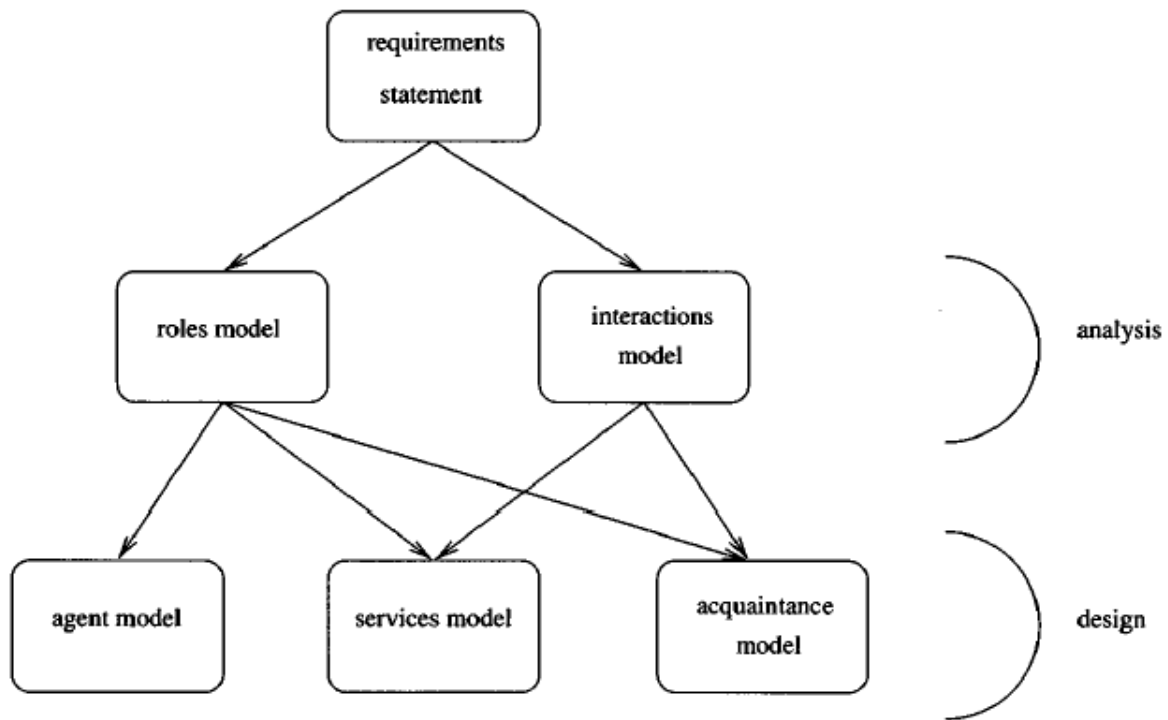 requirements
statement
roles model
interactions
model
analysis
agent model
services model
acquaintance
model
design